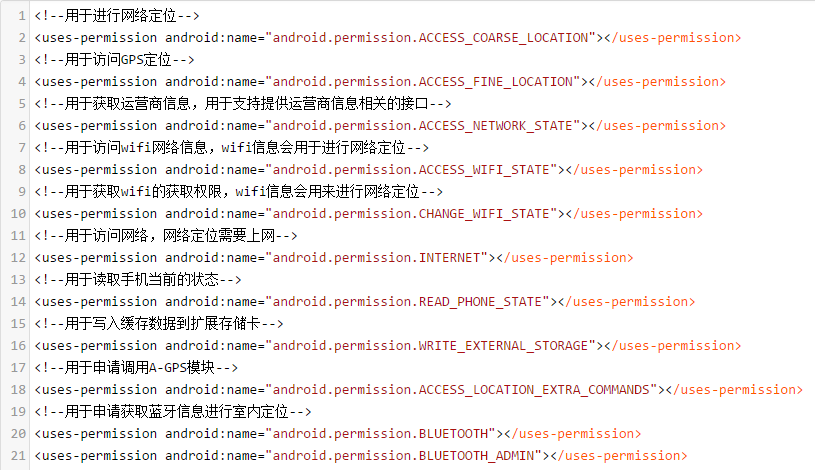 1 <!--用于进行网络定位-->
2 <uses-permission android:name="android.permission.ACCESS_COARSE_LOCATION"></uses-permission>
3 <!--用于访问GPS定位-->
4 <uses-permission android:name="android.permission.ACCESS_FINE_LOCATION"></uses-permission>
5 <!--用于获取运营商信息，用于支持提供运营商信息相关的接口-->
6 <uses-permission android:name="android.permission.ACCESS_NETWORK_STATE"></uses-permission>
7 <!--用于访问wifi网络信息，wifi信息会用于进行网络定位-->
8 <uses-permission android:name="android.permission.ACCESS_WIFI_STATE"></uses-permission>
9 <!--用于获取wifi的获取权限，wifi信息会用来进行网络定位-->
10 <uses-permission android:name="android.permission.CHANGE_WIFI_STATE"></uses-permission>
11 <!--用于访问网络，网络定位需要上网-->
12 <uses-permission android:name="android.permission.INTERNET"></uses-permission>
13 <!--用于读取手机当前的状态-->
14 <uses-permission android:name="android.permission.READ_PHONE_STATE"></uses-permission>
15 <!--用于写入缓存数据到扩展存储卡-->
16 <uses-permission android:name="android.permission.WRITE_EXTERNAL_STORAGE"></uses-permission>
17 <!--用于申请调用A-GPS模块-->
18 <uses-permission android:name="android.permission.ACCESS_LOCATION_EXTRA_COMMANDS"></uses-permission>
19 <!--用于申请获取蓝牙信息进行室内定位-->
20 <uses-permission android:name="android.permission.BLUETOOTH"></uses-permission>
21 <uses-permission android:name="android.permission.BLUETOOTH_ADMIN"></uses-permission>